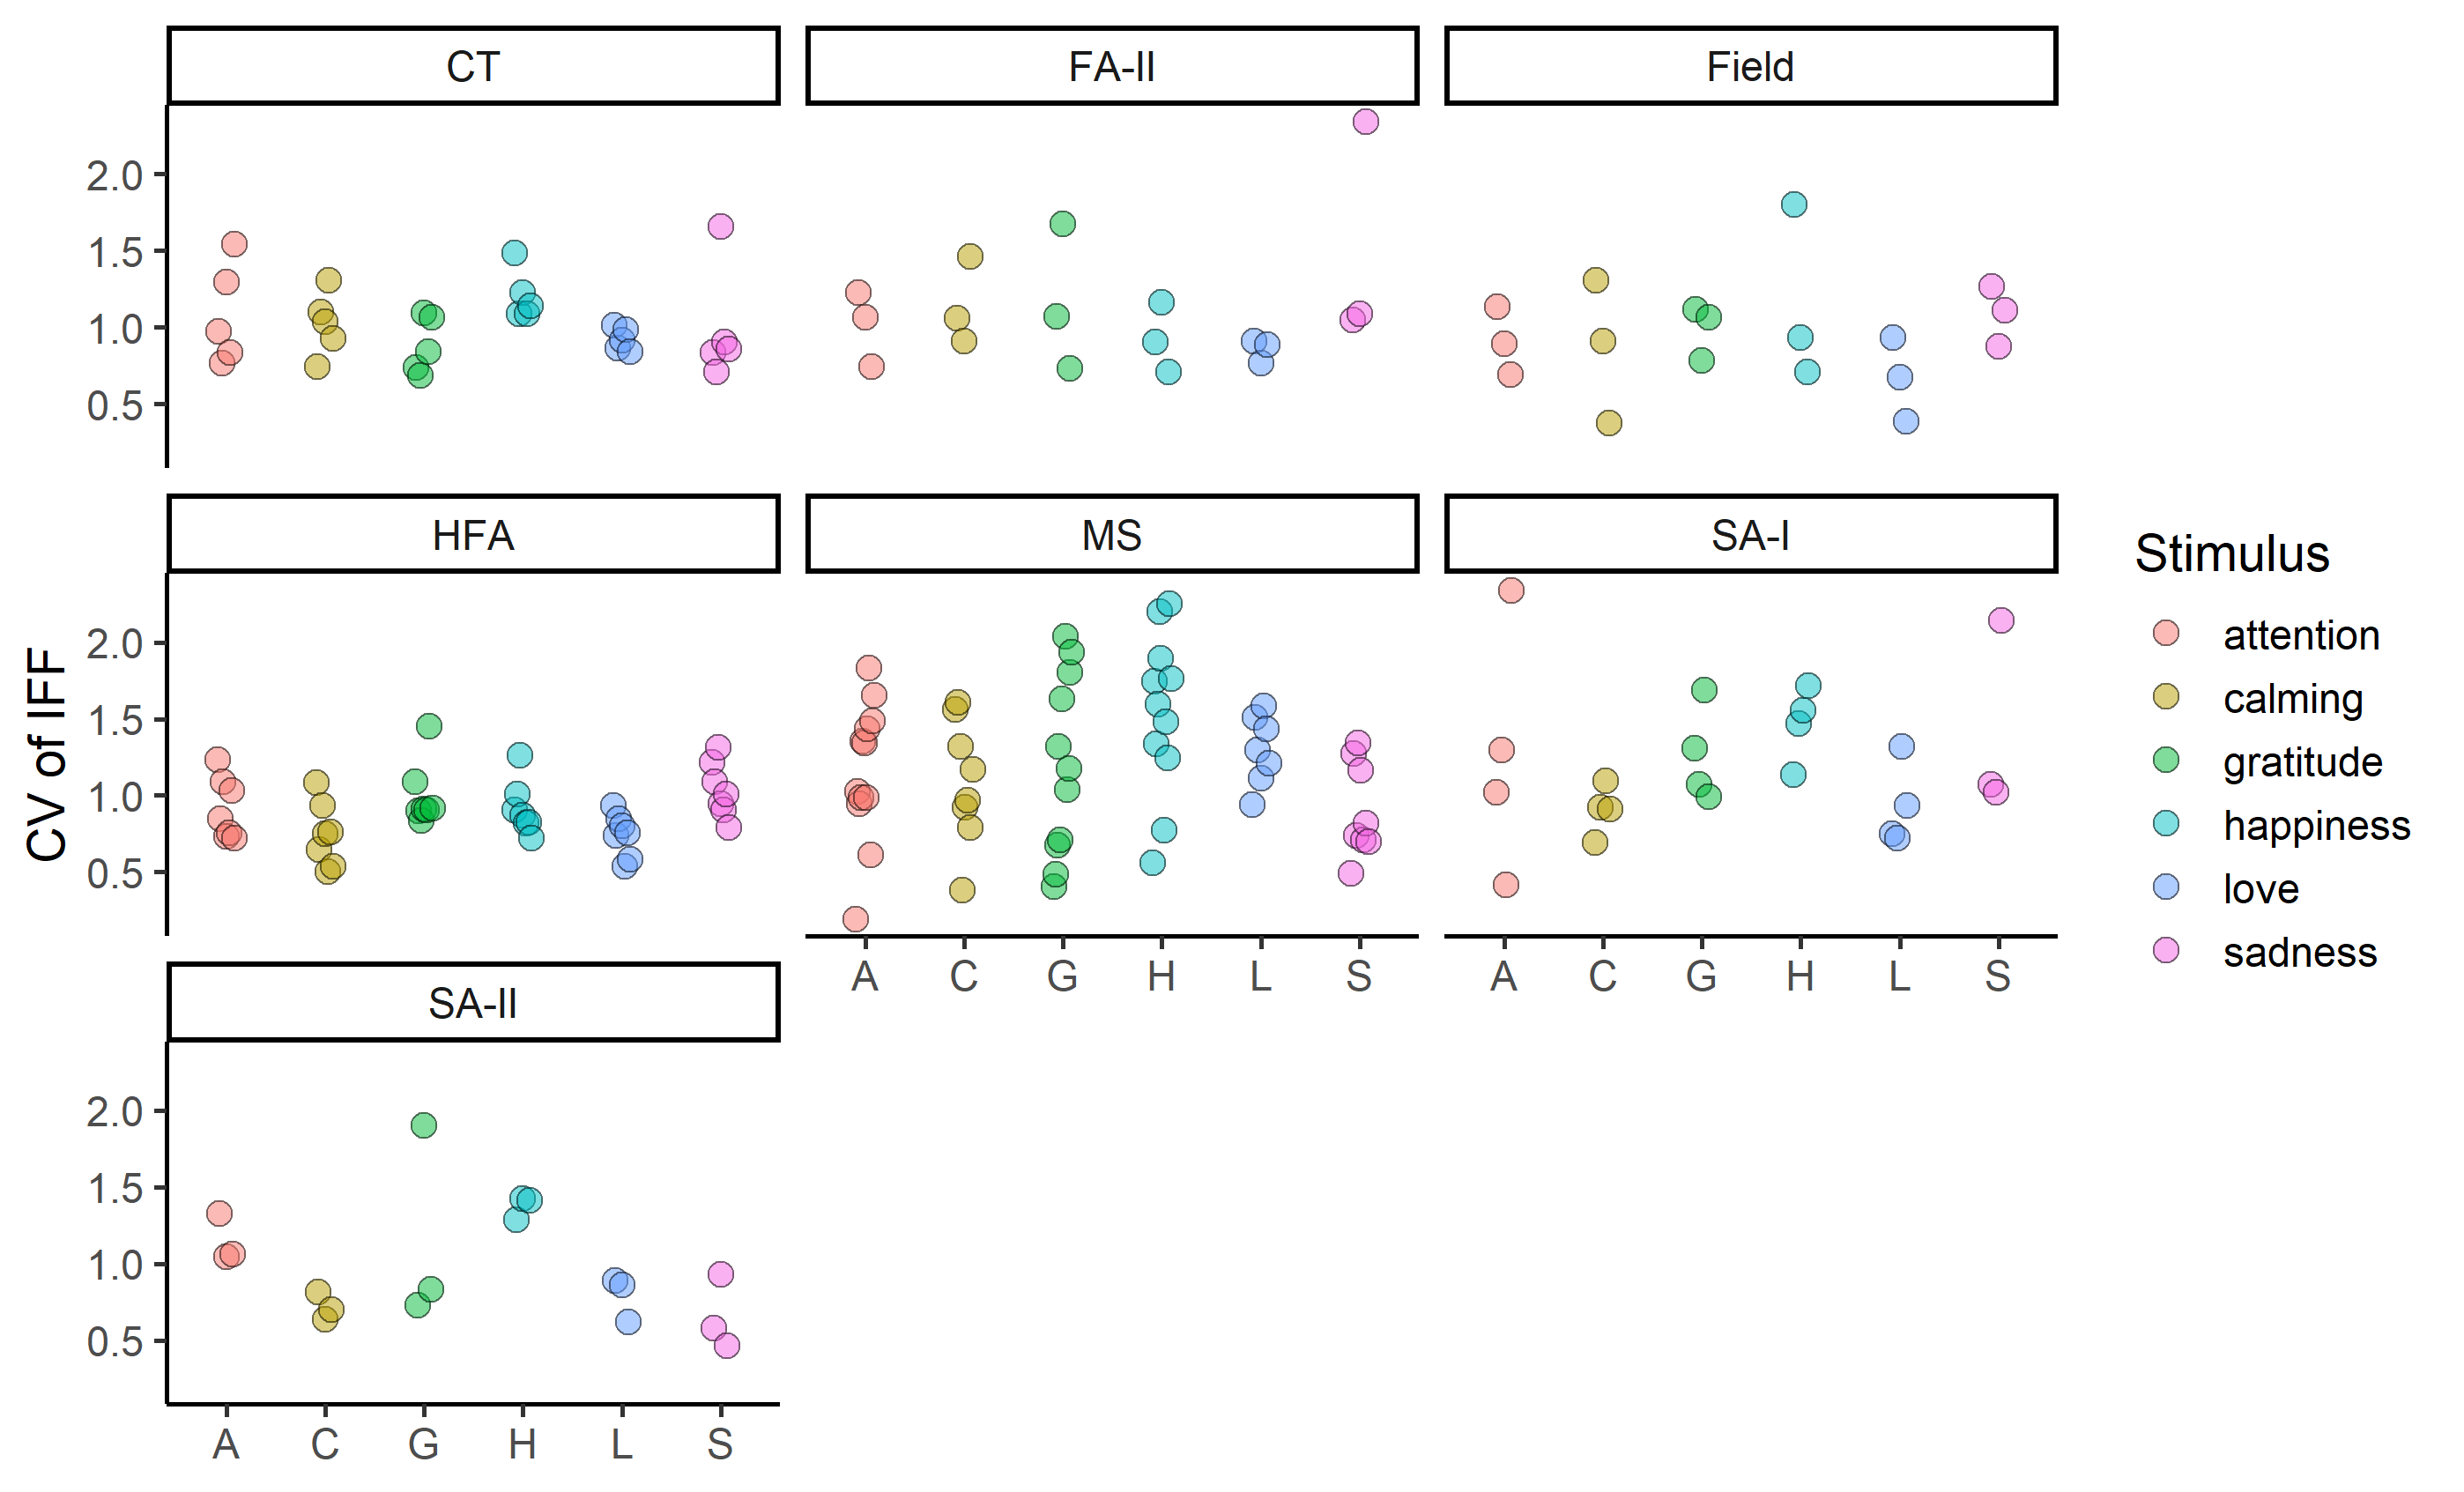 CT
FA-II
Field
2.0
1.5
1.0
0.5
HFA
MS
SA-I
2.0
1.5
1.0
0.5
CV of IFF
A C G H L S
A C G H L S
SA-II
2.0
1.5
1.0
0.5
A C G H L S
Stimulus
attention
calming
gratitude
happiness
love
sadness